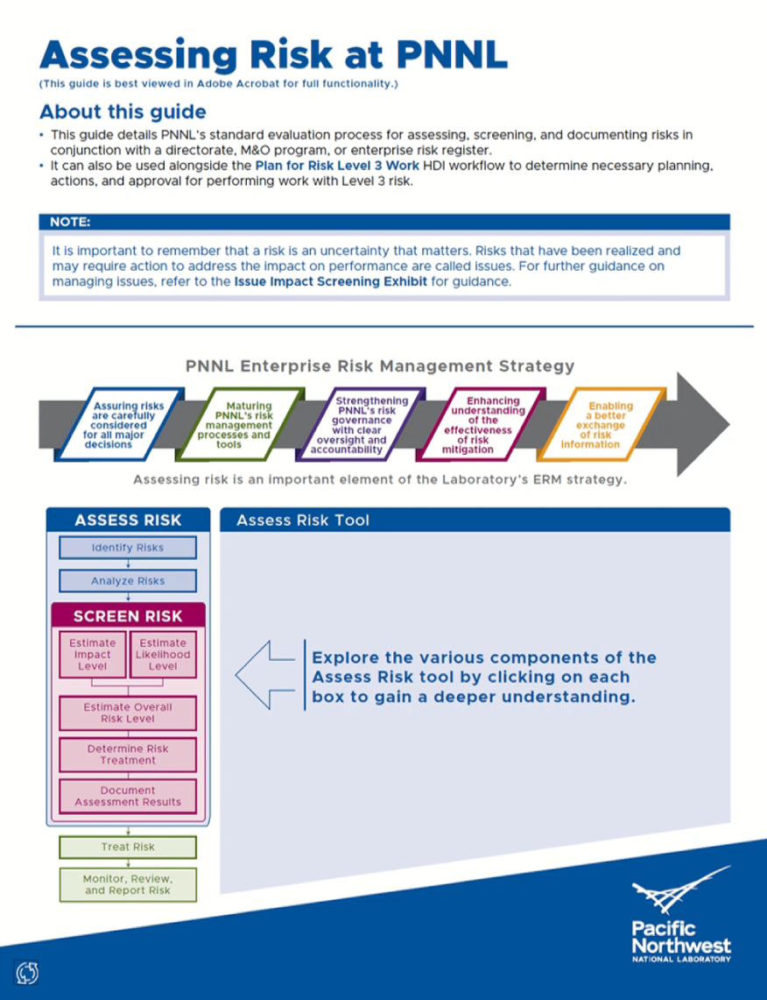 Assessing Risk at PNNL
(This guide is best viewed in Adobe Acrobat for full functionality.)
About this guide
• This guide details PNNL's standard evaluation process for assessing, screening, and documenting risks in
conjunction with a directorate, M&O program, or enterprise risk register.
• It can also be used alongside the Plan for Risk Level 3 Work HDI workflow to determine necessary planning,
actions, and approval for performing work with Level 3 risk.
NOTE:
It is important to remember that a risk is an uncertainty that matters. Risks that have been realized and
may require action to address the impact on performance are called issues. For further guidance on
managing issues, refer to the Issue Impact Screening Exhibit for guidance.
PNNL Enterprise Risk Management Strategy
Assuring risks
are carefully
considered
for all major
decisions
Maturing
PNNL's risk
management
processes and
tools
Strengthening
PNNL's risk
governance
with clear
oversight and
accountability
Enhancing
understanding
of the
effectiveness
of risk
mitigation
Enabling
a better
exchange
of risk
information
Assessing risk is an important element of the Laboratory's ERM strategy.
ASSESS RISK
Identify Risks
Analyze Risks
SCREEN RISK
Estimate
Impact
Level
Estimate
Likelihood
Level
Estimate Overall
Risk Level
Determine Risk
Treatment
Document
Assessment Results
Treat Risk
Monitor, Review,
and Report Risk
Assess Risk Tool
Explore the various components of the
Assess Risk tool by clicking on each
box to gain a deeper understanding.
Pacific
Northwest
NATIONAL LABORATORY